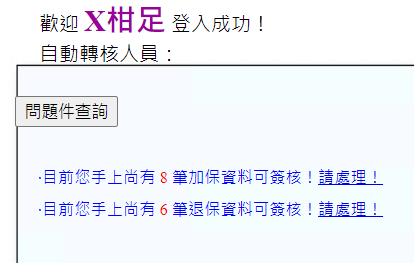 歡迎 X柑足 登入成功！
自動轉核人員：
問題件查詢
‧目前您手上尚有 8 筆加保資料可簽核！請處理！
‧目前您手上尚有 6 筆退保資料可簽核！請處理！